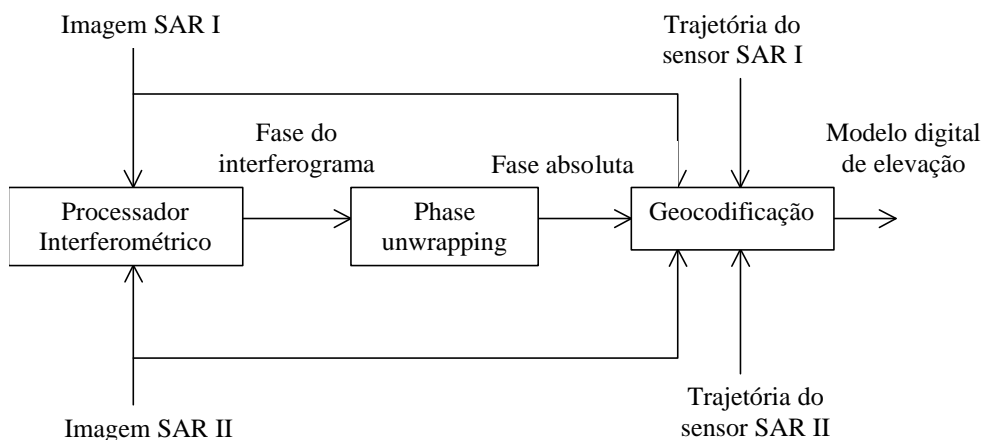 Imagem SAR I
Trajetória do
sensor SAR I
Fase do
interferograma
Fase absoluta
Modelo digital
de elevação
Processador
Interferométrico
Phase
unwrapping
Geocodificação
Imagem SAR II
Trajetória do
sensor SAR II